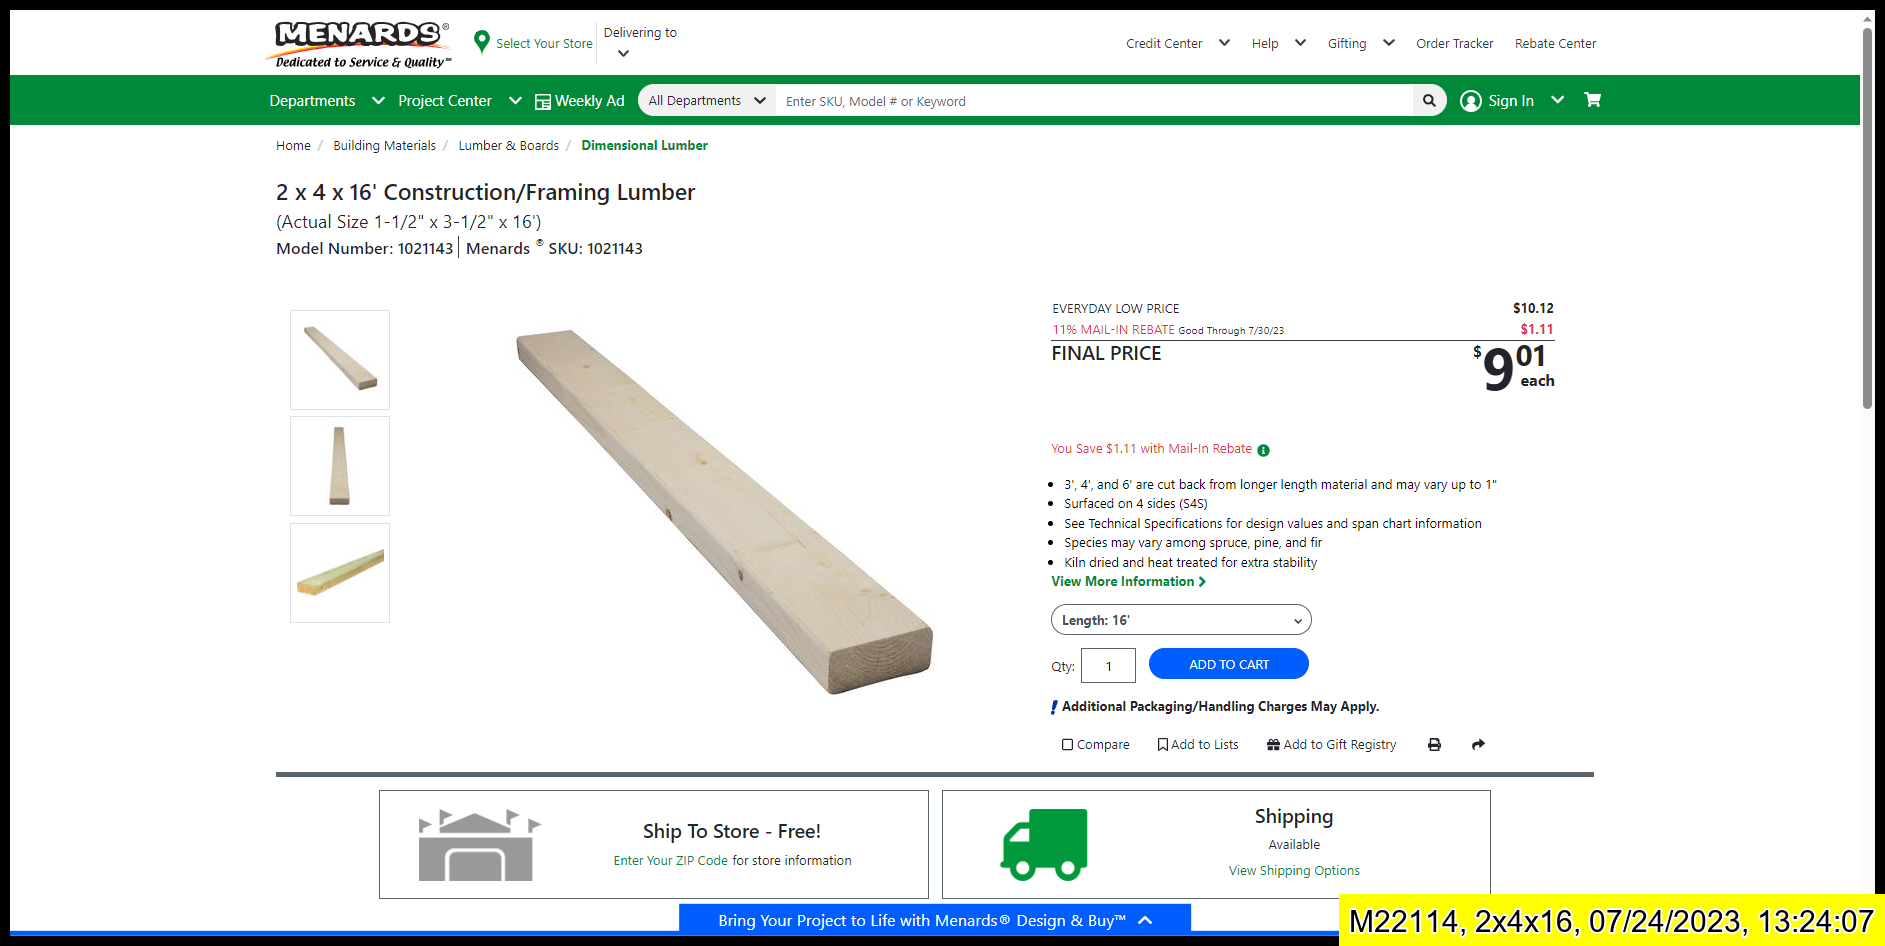 MENARDS®
Dedicated to Service & Quality℠
Select Your Store
Delivering to
Credit Center
Help
Gifting
Order Tracker
Rebate Center
Departments
Project Center
Weekly Ad
All Departments
Enter SKU, Model # or Keyword
Sign In
Home / Building Materials / Lumber & Boards / Dimensional Lumber
2 x 4 x 16' Construction/Framing Lumber
(Actual Size 1-1/2" x 3-1/2" x 16')
Model Number: 1021143 | Menards ® SKU: 1021143
EVERYDAY LOW PRICE $10.12
11% MAIL-IN REBATE Good Through 7/30/23 $1.11
FINAL PRICE $9 01 each
You Save $1.11 with Mail-In Rebate
• 3', 4', and 6' are cut back from longer length material and may vary up to 1"
• Surfaced on 4 sides (S4S)
• See Technical Specifications for design values and span chart information
• Species may vary among spruce, pine, and fir
• Kiln dried and heat treated for extra stability
View More Information
Length: 16'
Qty: 1 ADD TO CART
! Additional Packaging/Handling Charges May Apply.
Compare
Add to Lists
Add to Gift Registry
Ship To Store - Free!
Enter Your ZIP Code for store information
Shipping
Available
View Shipping Options
Bring Your Project to Life with Menards® Design & Buy™
M22114, 2x4x16, 07/24/2023, 13:24:07